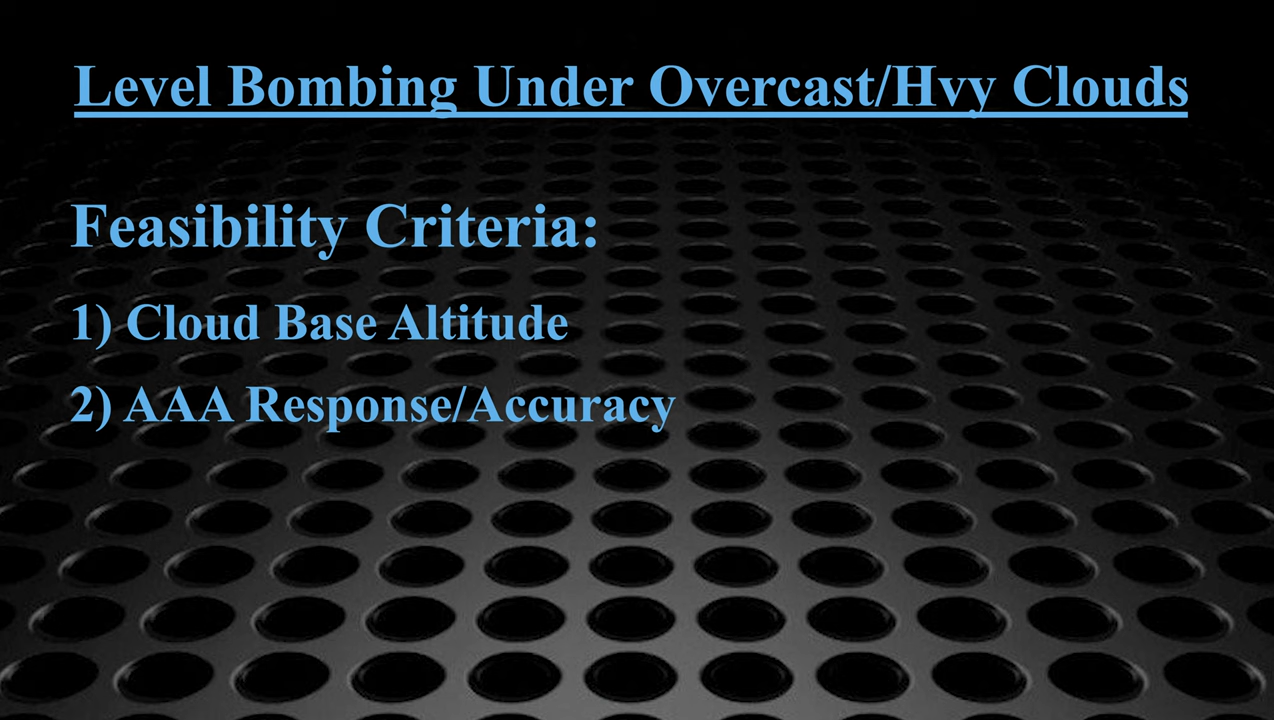 Level Bombing Under Overcast/Hvy Clouds
Feasibility Criteria:
1) Cloud Base Altitude
2) AAA Response/Accuracy